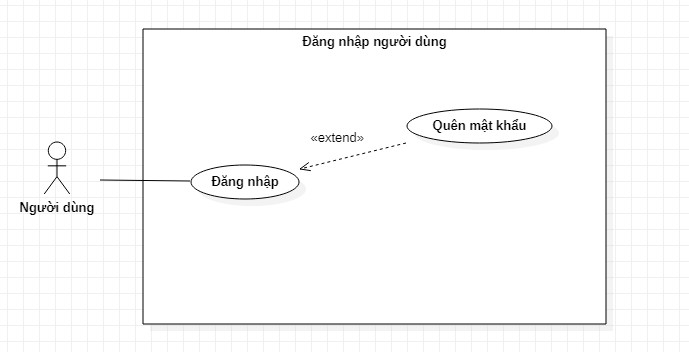 Đăng nhập người dùng
Quên mật khẩu
«extend»
Đăng nhập
Người dùng